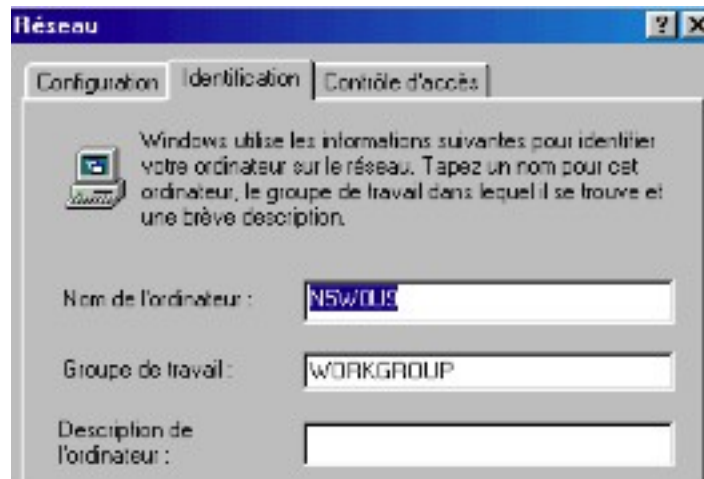 Réseau
Configuration Identification Contrôle d'accès
Windows utilise les informations suivantes pour identifier
votre ordinateur sur le réseau. Tapez un nom pour cet
ordinateur, le groupe de travail dans lequel il se trouve et
une brève description.
Nom de l'ordinateur :
Groupe de travail : WORKGROUP
Description de
l'ordinateur :